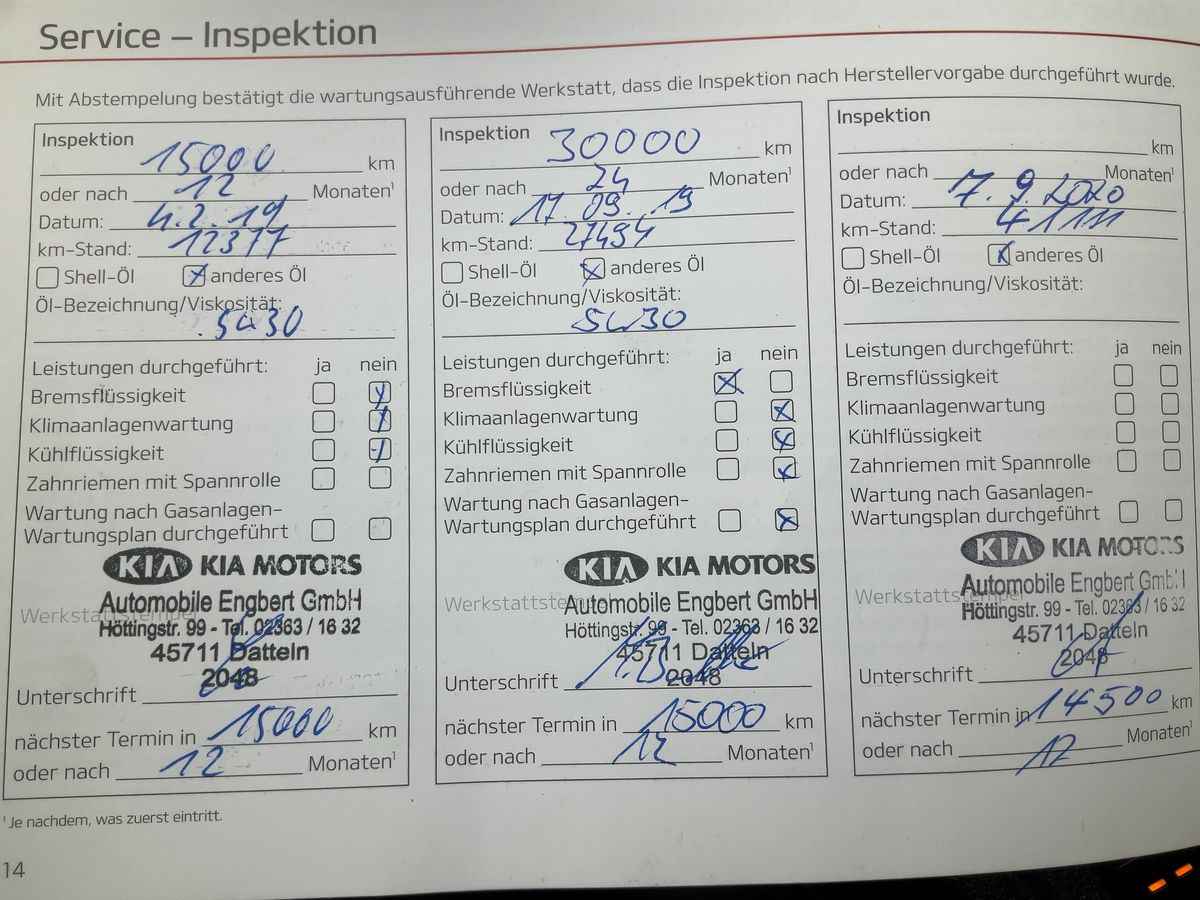 Service – Inspektion
Mit Abstempelung bestätigt die wartungsausführende Werkstatt, dass die Inspektion nach Herstellervorgabe durchgeführt wurde.
Inspektion
15000 km
oder nach 12 Monaten¹
Datum: 4.2.19
km-Stand: 12377
Shell-Öl anderes Öl
Öl-Bezeichnung/Viskosität:
5W30
Leistungen durchgeführt: ja nein
Bremsflüssigkeit
Klimaanlagenwartung
Kühlflüssigkeit
Zahnriemen mit Spannrolle
Wartung nach Gasanlagen-
Wartungsplan durchgeführt
KIA KIA MOTORS
Werkstattstempel
Automobile Engbert GmbH
Höttingstr. 99 - Tel. 02363 / 16 32
45711 Datteln
2048
Unterschrift
nächster Termin in 15000 km
oder nach 12 Monaten¹
Inspektion
30000 km
oder nach 24 Monaten¹
Datum: 17.09.19
km-Stand: 27494
Shell-Öl anderes Öl
Öl-Bezeichnung/Viskosität:
5W30
Leistungen durchgeführt: ja nein
Bremsflüssigkeit
Klimaanlagenwartung
Kühlflüssigkeit
Zahnriemen mit Spannrolle
Wartung nach Gasanlagen-
Wartungsplan durchgeführt
KIA KIA MOTORS
Automobile Engbert GmbH
Höttingstr. 99 - Tel. 02363 / 16 32
45711 Datteln
2048
Unterschrift
nächster Termin in 15000 km
oder nach 12 Monaten¹
Inspektion
km
oder nach Monaten¹
Datum: 7.9.2020
km-Stand: 41111
Shell-Öl anderes Öl
Öl-Bezeichnung/Viskosität:
Leistungen durchgeführt: ja nein
Bremsflüssigkeit
Klimaanlagenwartung
Kühlflüssigkeit
Zahnriemen mit Spannrolle
Wartung nach Gasanlagen-
Wartungsplan durchgeführt
KIA KIA MOTORS
Werkstattstempel
Automobile Engbert GmbH
Höttingstr. 99 - Tel. 02363 / 16 32
45711 Datteln
2048
Unterschrift
nächster Termin in 14500 km
oder nach 12 Monaten¹
¹Je nachdem, was zuerst eintritt.
14